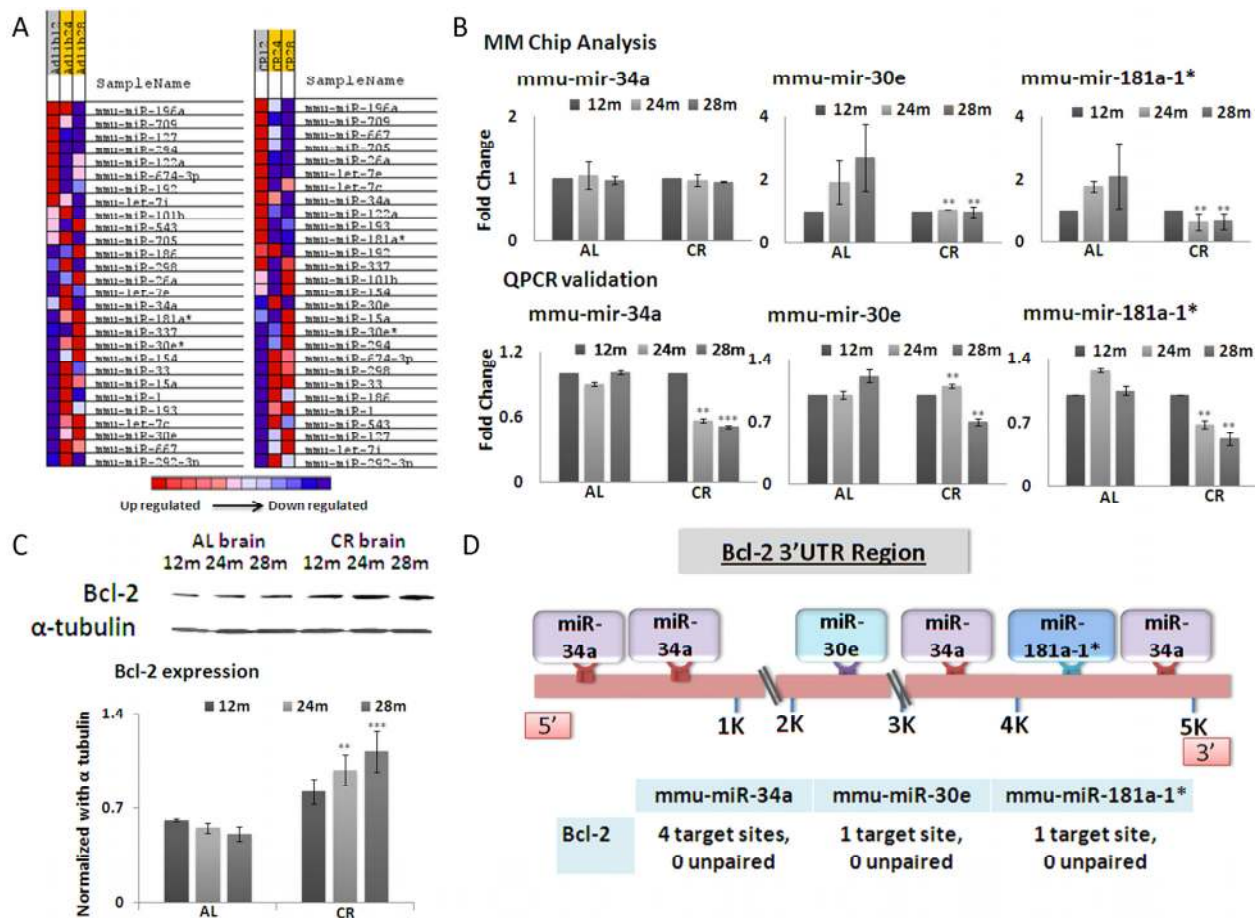 A
Adlib12
Adlib24
Adlib28
SampleName
mmu-miR-196a
mmu-miR-709
mmu-miR-127
mmu-miR-294
mmu-miR-122a
mmu-miR-674-3p
mmu-miR-192
mmu-let-7i
mmu-miR-101b
mmu-miR-543
mmu-miR-705
mmu-miR-186
mmu-miR-298
mmu-miR-26a
mmu-let-7e
mmu-miR-34a
mmu-miR-181a*
mmu-miR-337
mmu-miR-30e*
mmu-miR-154
mmu-miR-33
mmu-miR-15a
mmu-miR-1
mmu-miR-193
mmu-let-7c
mmu-miR-30e
mmu-miR-667
mmu-miR-292-3p
CR12
CR24
CR28
SampleName
mmu-miR-196a
mmu-miR-709
mmu-miR-667
mmu-miR-705
mmu-miR-26a
mmu-let-7e
mmu-let-7c
mmu-miR-34a
mmu-miR-122a
mmu-miR-193
mmu-miR-181a*
mmu-miR-192
mmu-miR-337
mmu-miR-101b
mmu-miR-154
mmu-miR-30e
mmu-miR-15a
mmu-miR-30e*
mmu-miR-294
mmu-miR-674-3p
mmu-miR-298
mmu-miR-33
mmu-miR-186
mmu-miR-1
mmu-miR-543
mmu-miR-127
mmu-let-7i
mmu-miR-292-3p
Up regulated Down regulated
B
MM Chip Analysis
mmu-mir-34a
12m 24m 28m
Fold Change
2
1
0
AL CR
mmu-mir-30e
12m 24m 28m
4
2
0
** **
AL CR
mmu-mir-181a-1*
12m 24m 28m
4
2
0
** **
AL CR
QPCR validation
mmu-mir-34a
12m 24m 28m
Fold Change
1.2
0.6
0
** ***
AL CR
mmu-mir-30e
12m 24m 28m
1.4
0.7
0
** **
AL CR
mmu-mir-181a-1*
12m 24m 28m
1.4
0.7
0
** **
AL CR
C
AL brain CR brain
12m 24m 28m 12m 24m 28m
Bcl-2
α-tubulin
Bcl-2 expression
12m 24m 28m
Normalized with α tubulin
1.4
0.7
0
** ***
AL CR
D
Bcl-2 3'UTR Region
miR-34a
miR-34a
miR-30e
miR-34a
miR-181a-1*
miR-34a
1K 2K 3K 4K 5K
5'
3'
mmu-miR-34a mmu-miR-30e mmu-miR-181a-1*
Bcl-2 4 target sites, 1 target site, 1 target site,
0 unpaired 0 unpaired 0 unpaired